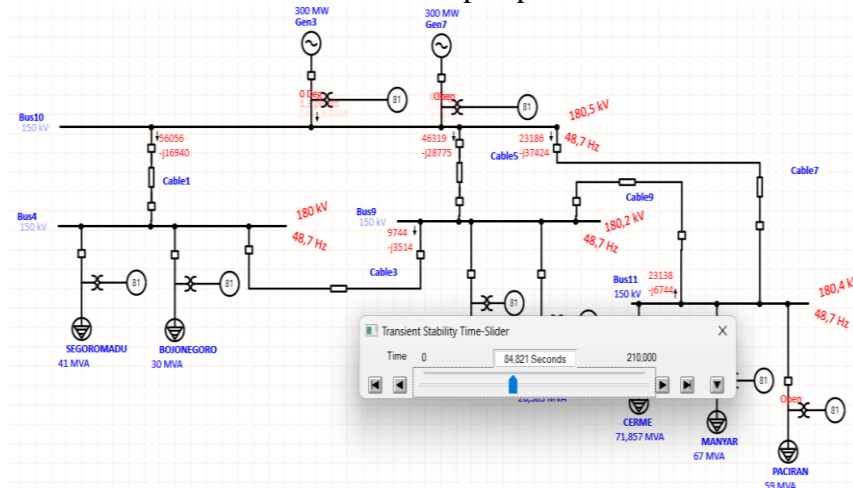 300 MW
Gen3
300 MW
Gen7
0 Deg
81
Open
81
Bus10
150 kV
180,5 kV
48,7 Hz
56056
-j16940
46319
-j28775
23186
-j37424
Cable1
Cable5
Cable7
Cable9
Bus4
150 kV
180 kV
48,7 Hz
Bus9
150 kV
180,2 kV
48,7 Hz
9744
-j3514
Cable3
Bus11
150 kV
23138
-j6744
180,4 kV
48,7 Hz
81
81
81
SEGOROMADU
41 MVA
BOJONEGORO
30 MVA
Transient Stability Time-Slider
X
Time
0
84,821 Seconds
210,000
81
Open
81
CERME
71,857 MVA
MANYAR
67 MVA
PACIRAN
59 MVA